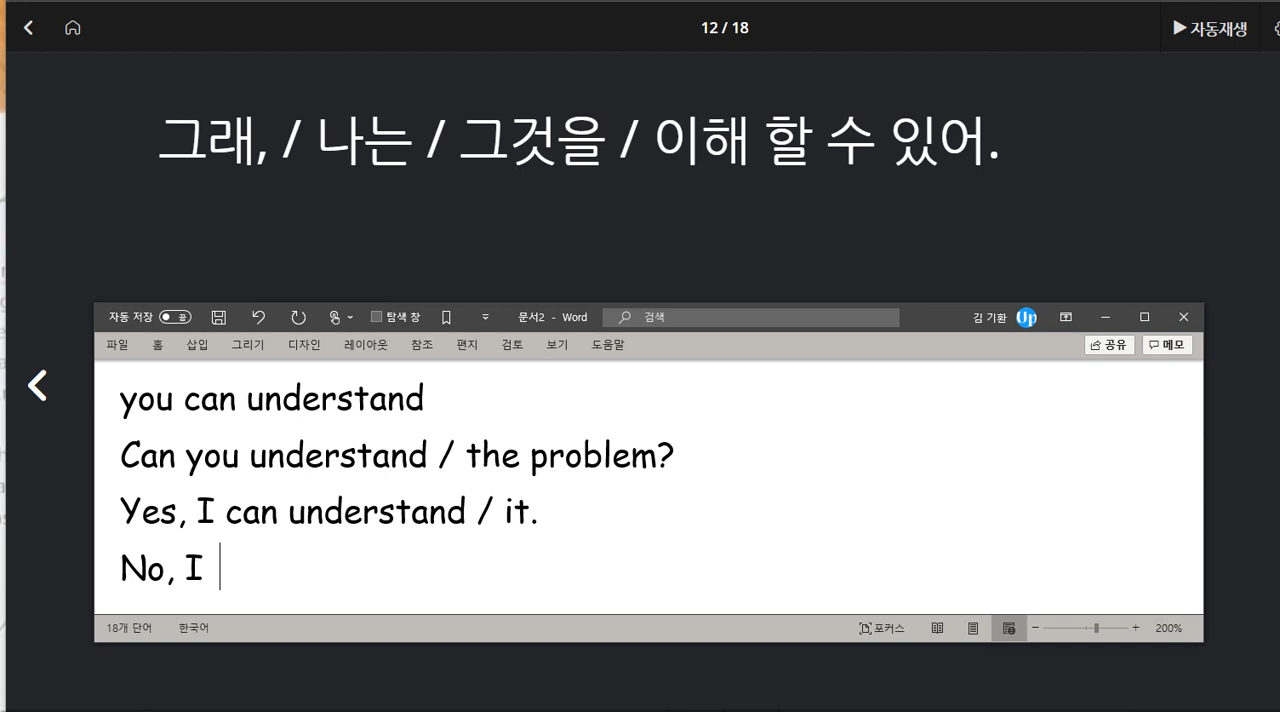 12 / 18
▶ 자동재생
그래, / 나는 / 그것을 / 이해 할 수 있어.
자동 저장 끔 탐색 창 문서2 - Word 검색 김 기환 Up
파일 홈 삽입 그리기 디자인 레이아웃 참조 편지 검토 보기 도움말 공유 메모
you can understand
Can you understand / the problem?
Yes, I can understand / it.
No, I
18개 단어 한국어 포커스 − + 200%